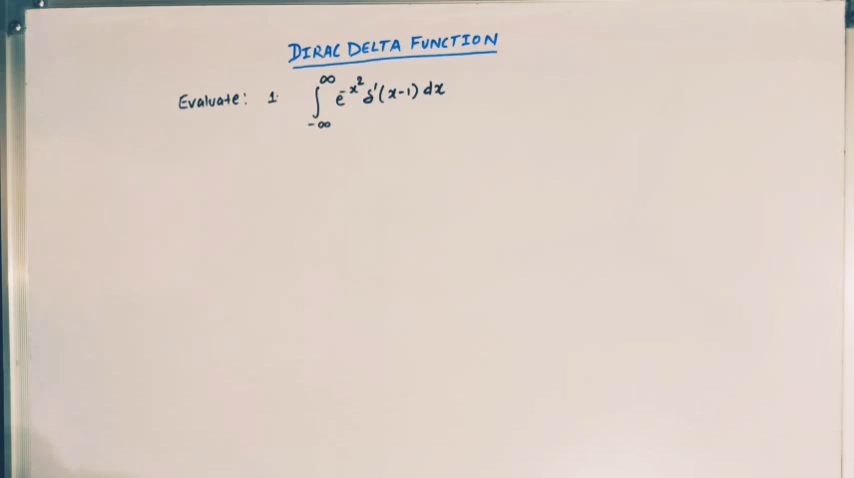 DIRAC DELTA FUNCTION
Evaluate: 1. ∫_{-∞}^{∞} e^{-x²} δ'(x-1) dx